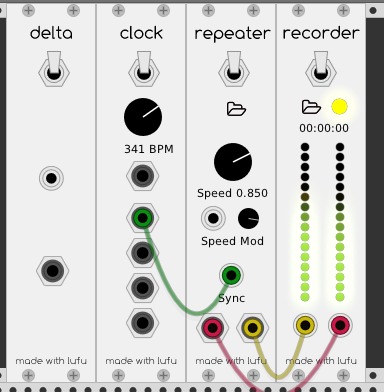 delta
clock
repeater
recorder
00:00:00
341 BPM
Speed 0.850
Speed Mod
Sync
made with lufu
made with lufu
made with lufu
made with lufu